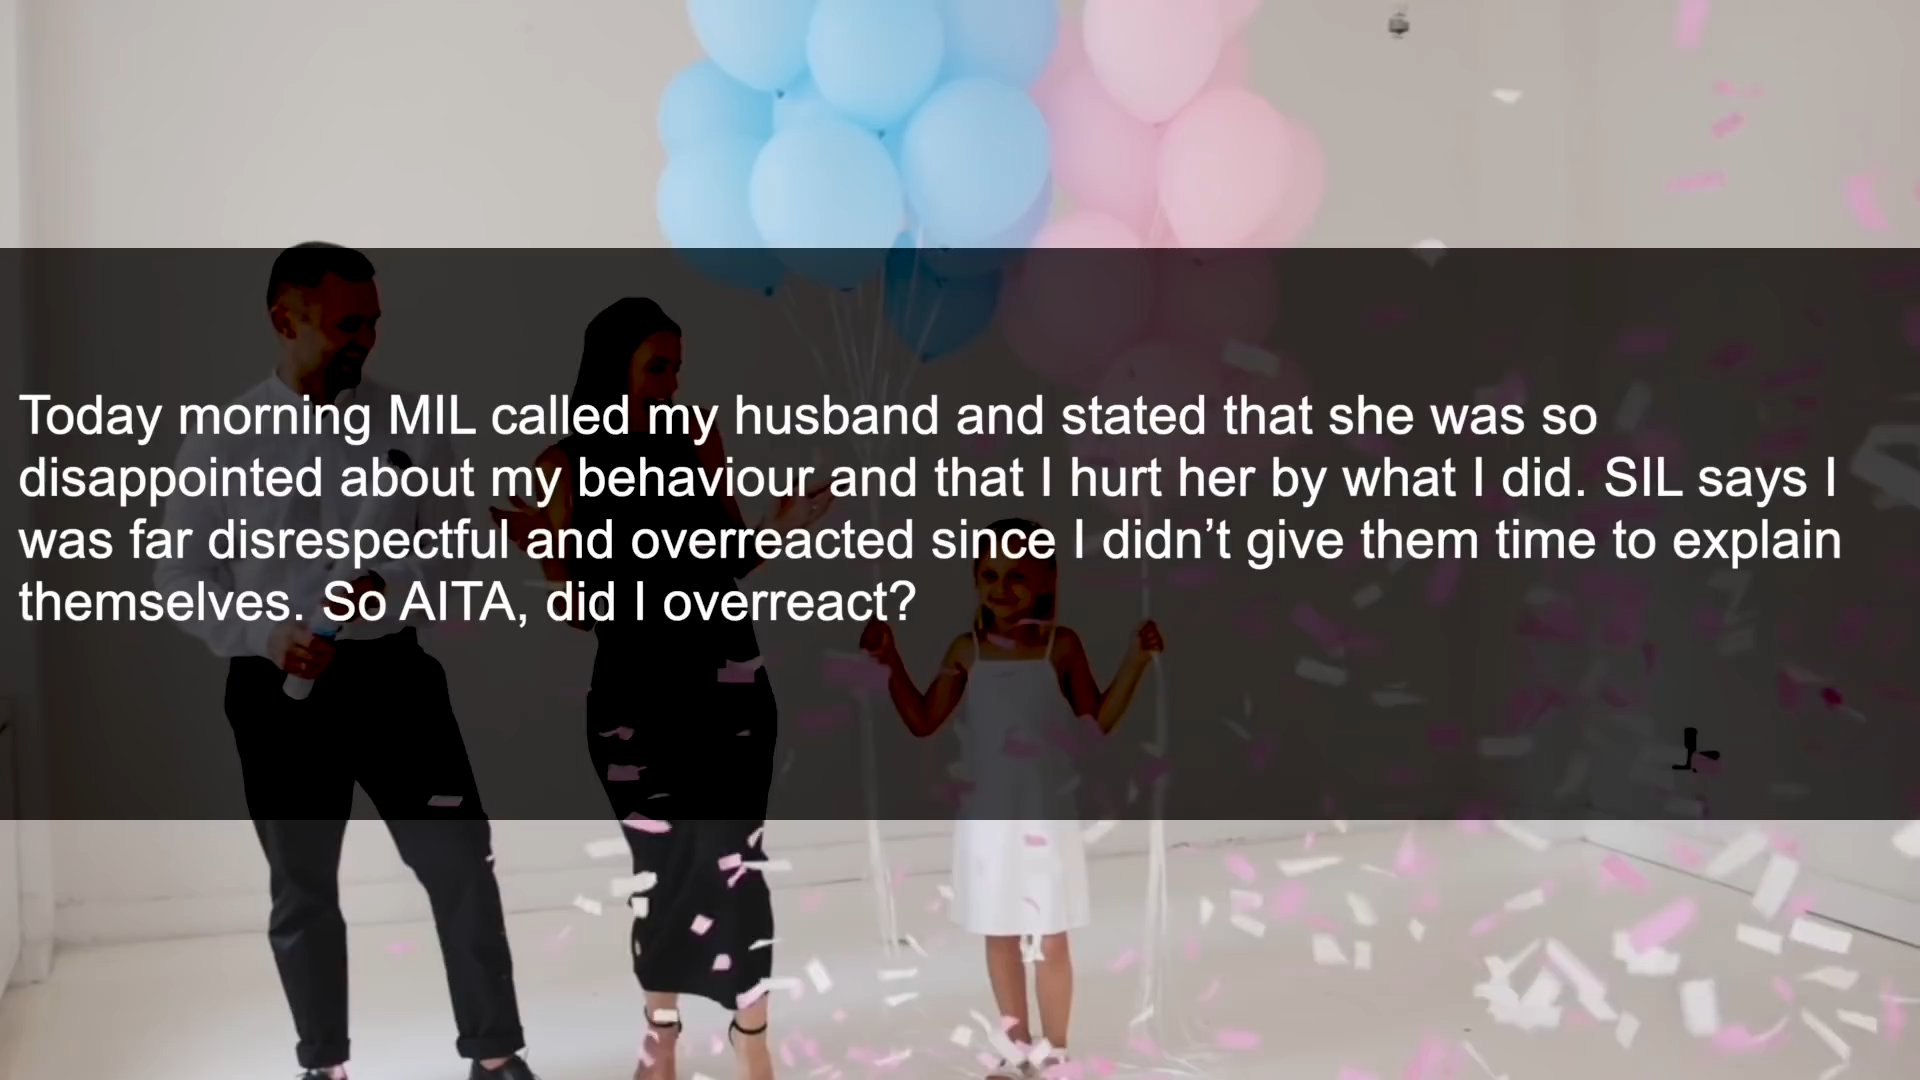 Today morning MIL called my husband and stated that she was so
disappointed about my behaviour and that I hurt her by what I did. SIL says I
was far disrespectful and overreacted since I didn’t give them time to explain
themselves. So AITA, did I overreact?